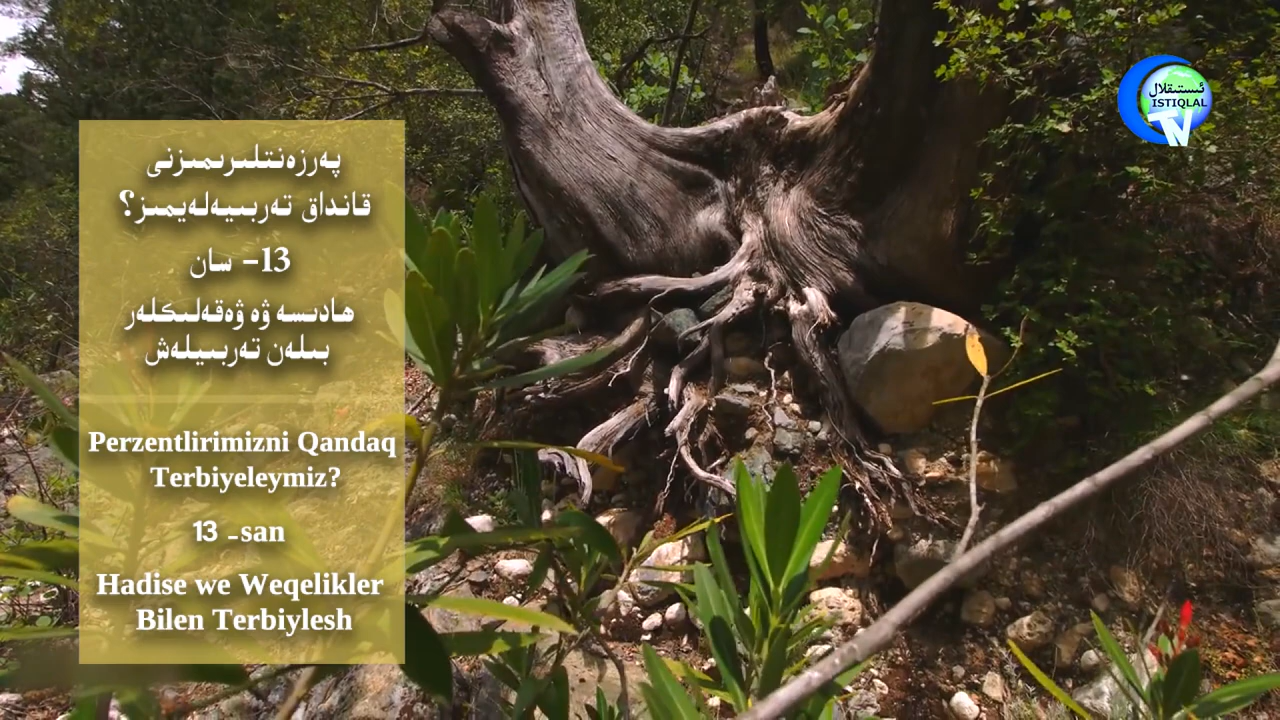 پەرزەنتلىرىمىزنى
قانداق تەربىيەلەيمىز؟
13- سان
ھادىسە ۋە ۋەقەلىكلەر
بىلەن تەربىيىلەش
Perzentlirimizni Qandaq
Terbiyeleymiz?
13 -san
Hadise we Weqelikler
Bilen Terbiylesh
ئىستىقلال
ISTIQLAL
TV